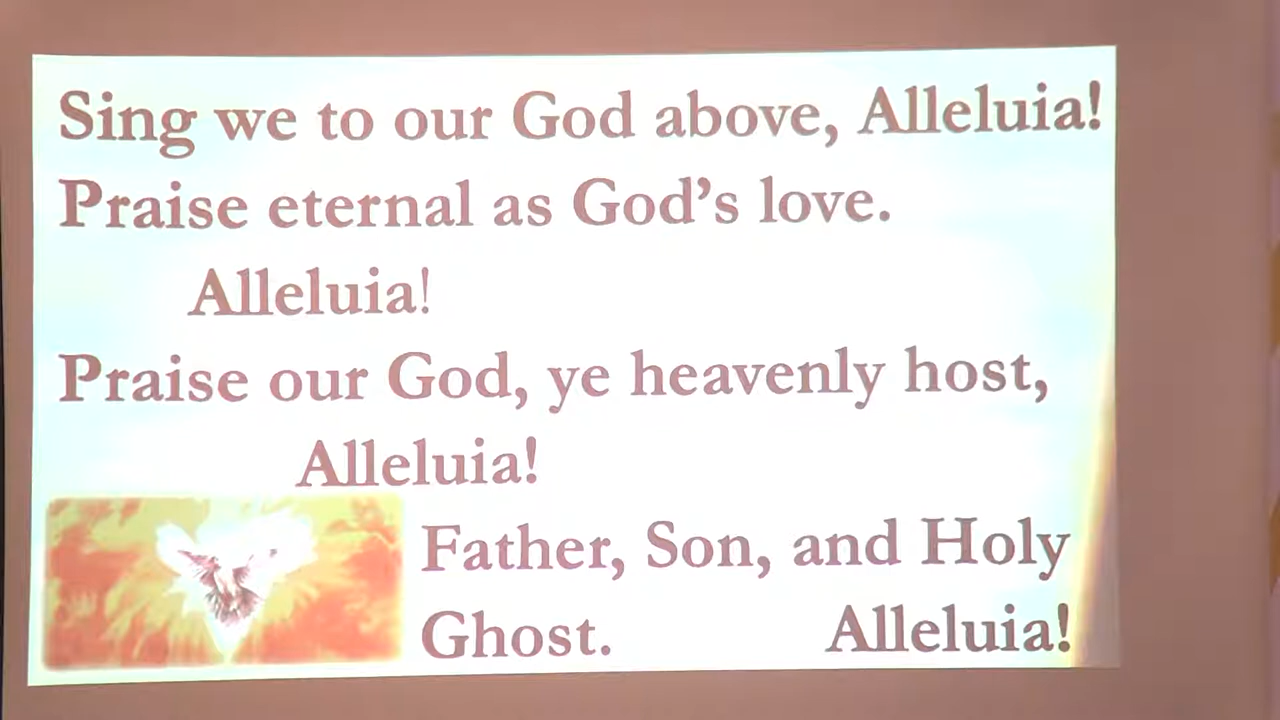 Sing we to our God above, Alleluia!
Praise eternal as God’s love.
Alleluia!
Praise our God, ye heavenly host,
Alleluia!
Father, Son, and Holy
Ghost. Alleluia!